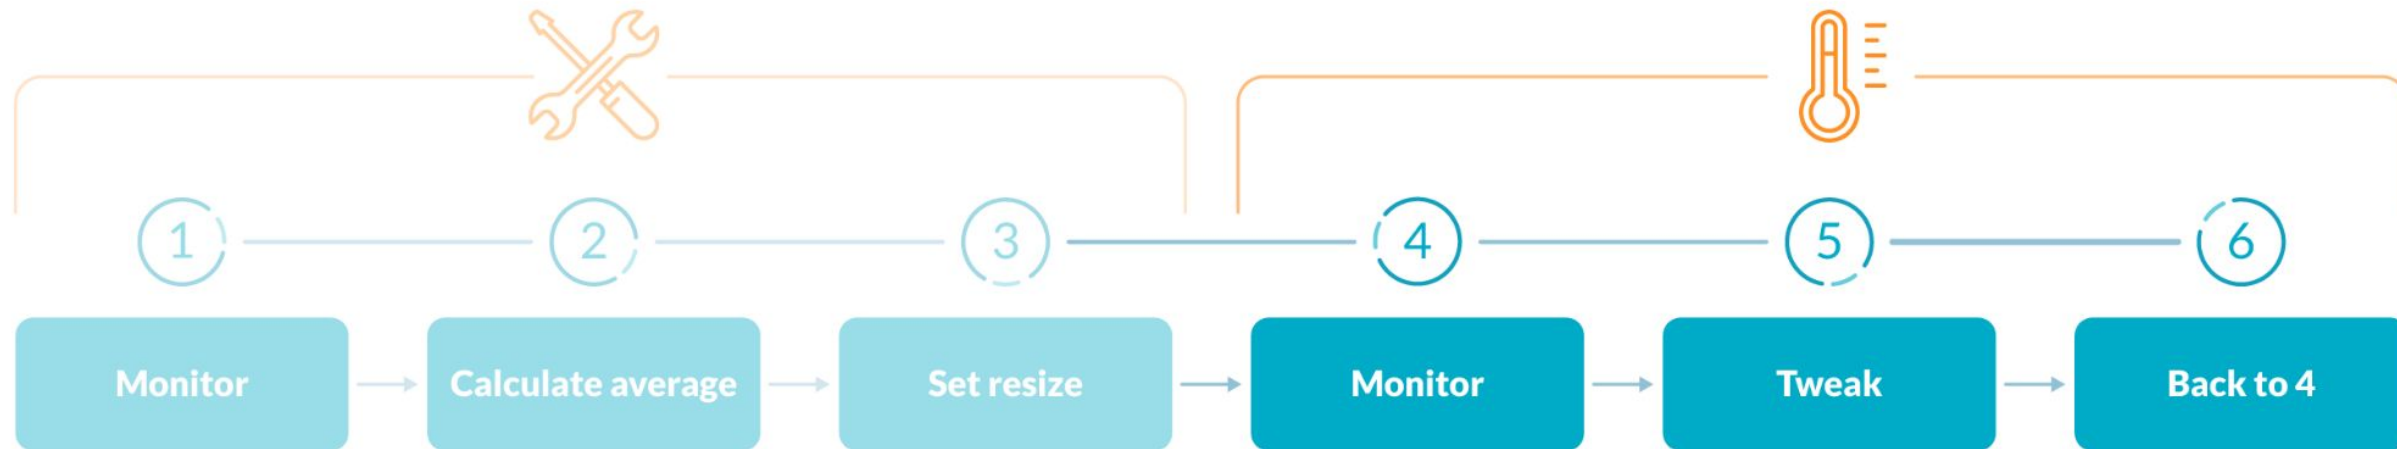 1
2
3
4
5
6
Monitor
Calculate average
Set resize
Monitor
Tweak
Back to 4